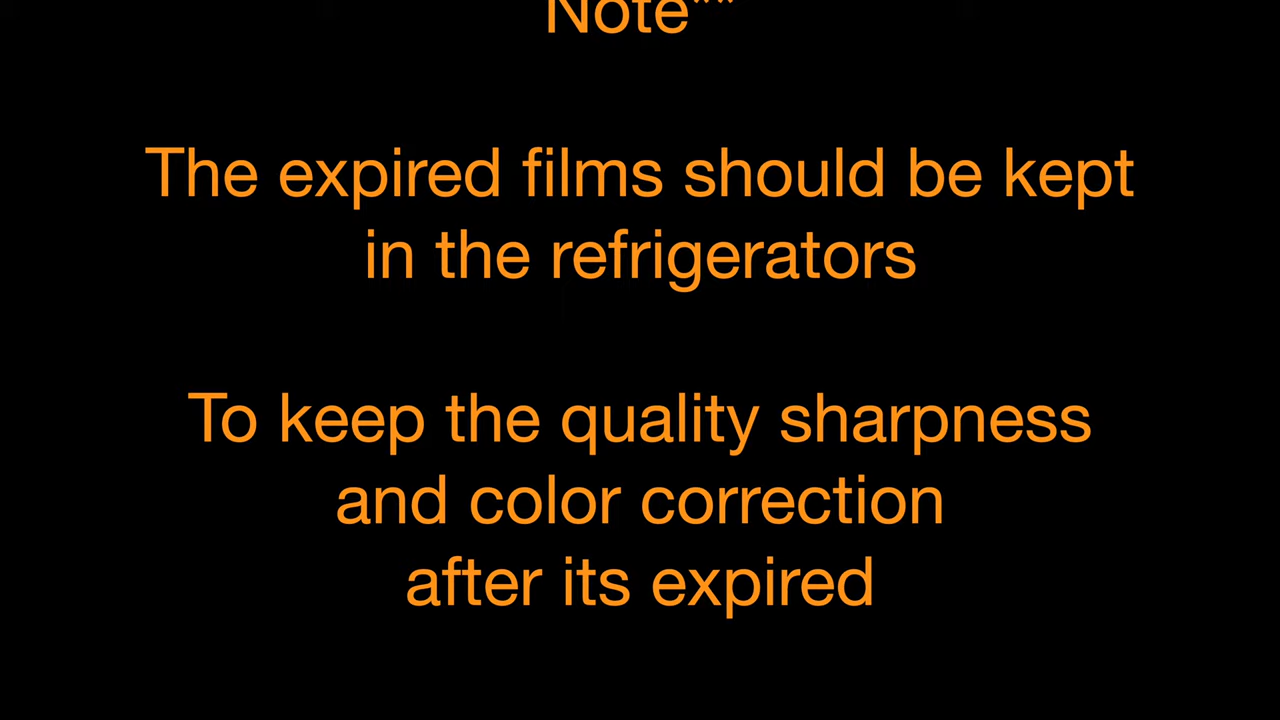 Note**
The expired films should be kept
in the refrigerators
To keep the quality sharpness
and color correction
after its expired